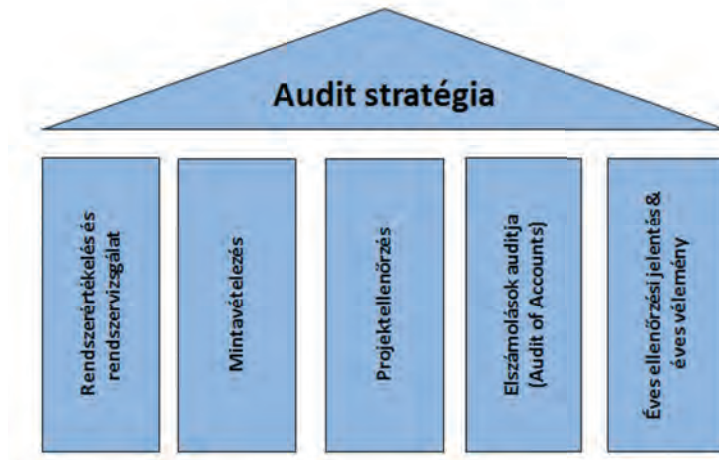 Audit stratégia
Rendszerértékelés és
rendszervizsgálat
Mintavételezés
Projektellenőrzés
Elszámolások auditja
(Audit of Accounts)
Éves ellenőrzési jelentés &
éves vélemény